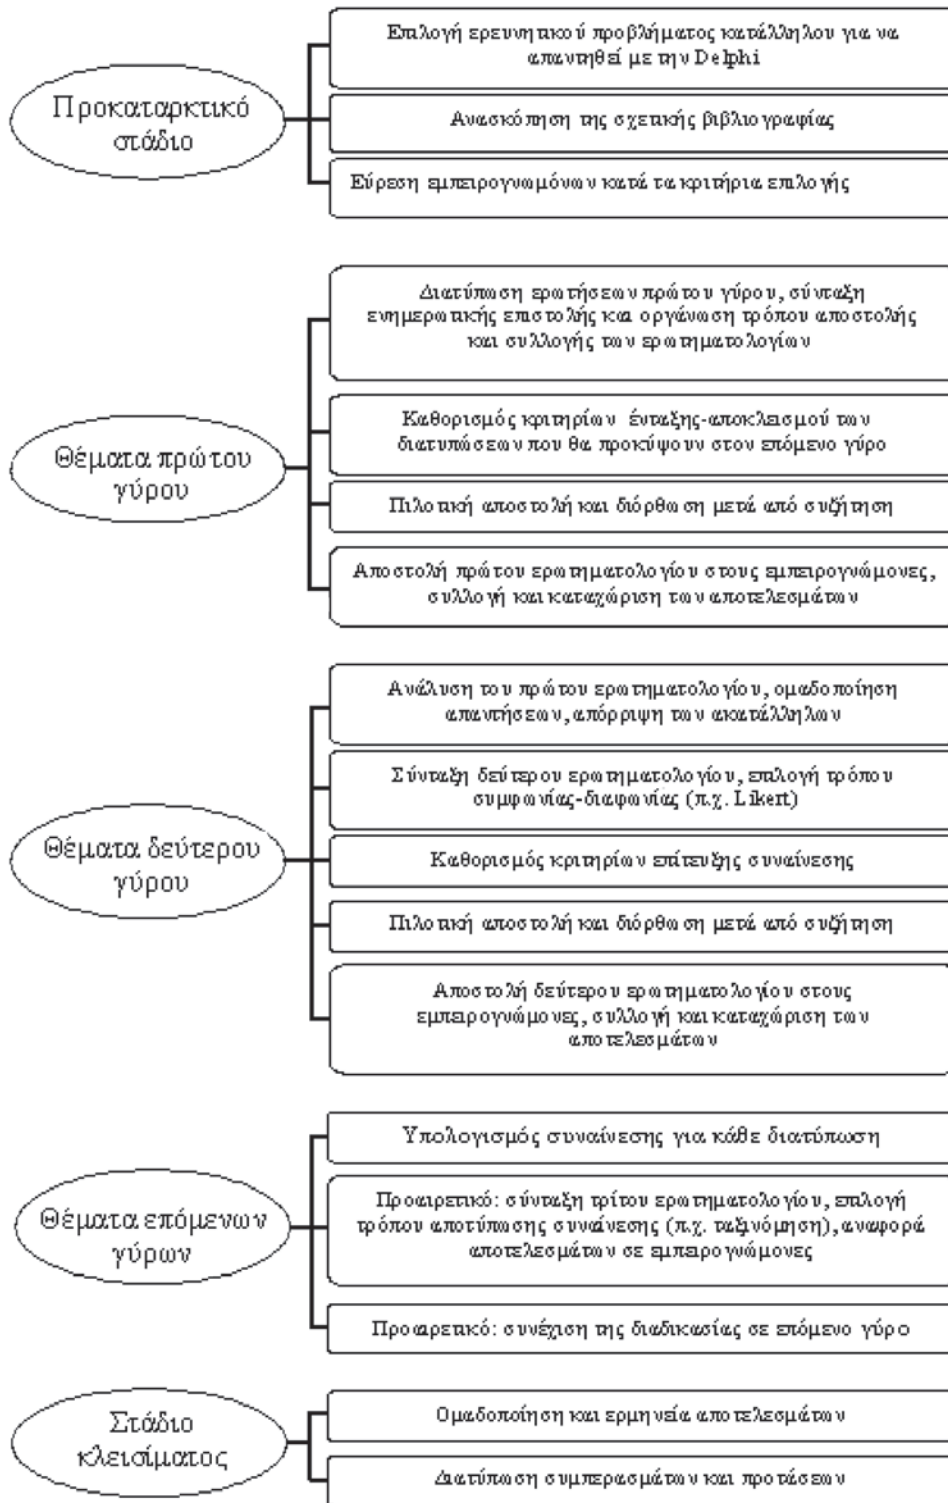 Προκαταρκτικό
στάδιο
Επιλογή ερευνητικού προβλήματος κατάλληλου για να
απαντηθεί με την Delphi
Ανασκόπηση της σχετικής βιβλιογραφίας
Εύρεση εμπειρογνωμόνων κατά τα κριτήρια επιλογής
Θέματα πρώτου
γύρου
Διατύπωση ερωτήσεων πρώτου γύρου, σύνταξη
ενημερωτικής επιστολής και οργάνωση τρόπου αποστολής
και συλλογής των ερωτηματολογίων
Καθορισμός κριτηρίων ένταξης-αποκλεισμού των
διατυπώσεων που θα προκύψουν στον επόμενο γύρο
Πιλοτική αποστολή και διόρθωση μετά από συζήτηση
Αποστολή πρώτου ερωτηματολογίου στους εμπειρογνώμονες,
συλλογή και καταχώριση των αποτελεσμάτων
Θέματα δεύτερου
γύρου
Ανάλυση του πρώτου ερωτηματολογίου, ομαδοποίηση
απαντήσεων, απόρριψη των ακατάλληλων
Σύνταξη δεύτερου ερωτηματολογίου, επιλογή τρόπου
συμφωνίας-διαφωνίας (π.χ. Likert)
Καθορισμός κριτηρίων επίτευξης συναίνεσης
Πιλοτική αποστολή και διόρθωση μετά από συζήτηση
Αποστολή δεύτερου ερωτηματολογίου στους
εμπειρογνώμονες, συλλογή και καταχώριση των
αποτελεσμάτων
Θέματα επόμενων
γύρων
Υπολογισμός συναίνεσης για κάθε διατύπωση
Προαιρετικό: σύνταξη τρίτου ερωτηματολογίου, επιλογή
τρόπου αποτύπωσης συναίνεσης (π.χ. ταξινόμηση), αναφορά
αποτελεσμάτων σε εμπειρογνώμονες
Προαιρετικό: συνέχιση της διαδικασίας σε επόμενο γύρο
Στάδιο
κλεισίματος
Ομαδοποίηση και ερμηνεία αποτελεσμάτων
Διατύπωση συμπερασμάτων και προτάσεων